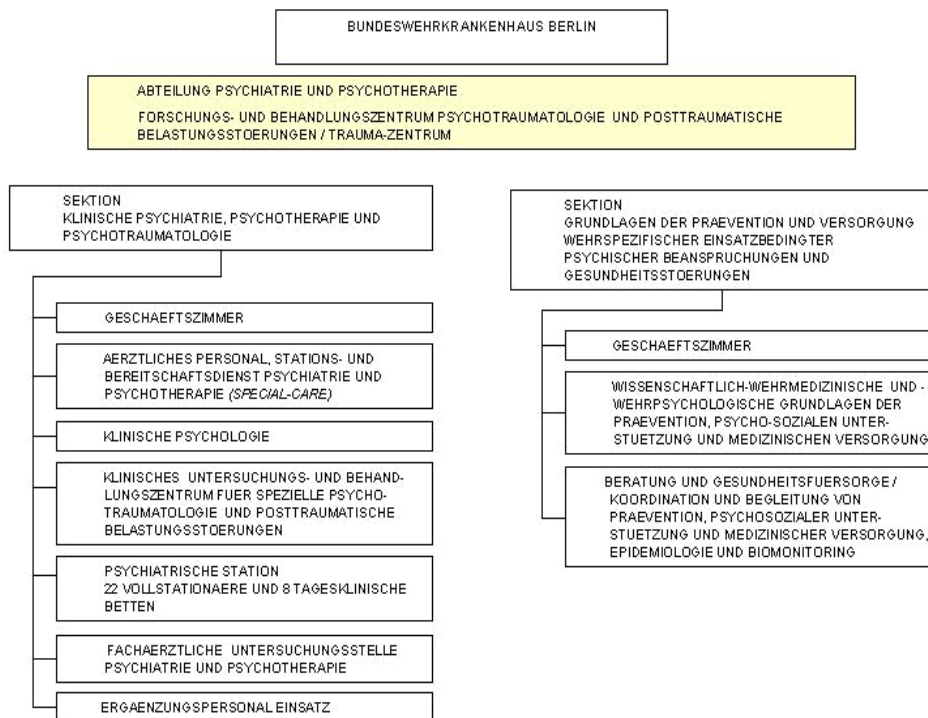 BUNDESWEHRKRANKENHAUS BERLIN
ABTEILUNG PSYCHIATRIE UND PSYCHOTHERAPIE
FORSCHUNGS- UND BEHANDLUNGSZENTRUM PSYCHOTRAUMATOLOGIE UND POSTTRAUMATISCHE
BELASTUNGSSTOERUNGEN / TRAUMA-ZENTRUM
SEKTION
KLINISCHE PSYCHIATRIE, PSYCHOTHERAPIE UND
PSYCHOTRAUMATOLOGIE
GESCHAEFTSZIMMER
AERZTLICHES PERSONAL, STATIONS- UND
BEREITSCHAFTSDIENST PSYCHIATRIE UND
PSYCHOTHERAPIE (SPECIAL-CARE)
KLINISCHE PSYCHOLOGIE
KLINISCHES UNTERSUCHUNGS- UND BEHAND-
LUNGSZENTRUM FUER SPEZIELLE PSYCHO-
TRAUMATOLOGIE UND POSTTRAUMATISCHE
BELASTUNGSSTOERUNGEN
PSYCHIATRISCHE STATION
22 VOLLSTATIONAERE UND 8 TAGESKLINISCHE
BETTEN
FACHAERZTLICHE UNTERSUCHUNGSSTELLE
PSYCHIATRIE UND PSYCHOTHERAPIE
ERGAENZUNGSPERSONAL EINSATZ
SEKTION
GRUNDLAGEN DER PRAEVENTION UND VERSORGUNG
WEHRSPEZIFISCHER EINSATZBEDINGTER
PSYCHISCHER BEANSPRUCHUNGEN UND
GESUNDHEITSSTOERUNGEN
GESCHAEFTSZIMMER
WISSENSCHAFTLICH-WEHRMEDIZINISCHE UND -
WEHRPSYCHOLOGISCHE GRUNDLAGEN DER
PRAEVENTION, PSYCHO-SOZIALEN UNTER-
STUETZUNG UND MEDIZINISCHEN VERSORGUNG
BERATUNG UND GESUNDHEITSFUERSORGE /
KOORDINATION UND BEGLEITUNG VON
PRAEVENTION, PSYCHOSOZIALER UNTER-
STUETZUNG UND MEDIZINISCHER VERSORGUNG,
EPIDEMIOLOGIE UND BIOMONITORING